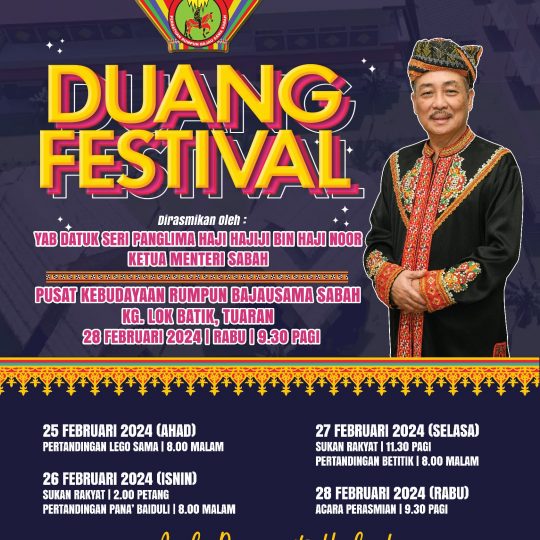 DUANG
FESTIVAL
Dirasmikan Oleh :
YAB DATUK SERI PANGLIMA HAJI HAJIJI BIN HAJI NOOR
KETUA MENTERI SABAH
PUSAT KEBUDAYAAN RUMPUN BAJAUSAMA SABAH
KG. LOK BATIK, TUARAN
28 FEBRUARI 2024 | RABU | 9.30 PAGI
25 FEBRUARI 2024 (AHAD)
PERTANDINGAN LEGO SAMA | 8.00 MALAM
26 FEBRUARI 2024 (ISNIN)
SUKAN RAKYAT | 2.00 PETANG
PERTANDINGAN PANA' BAIDULI | 8.00 MALAM
27 FEBRUARI 2024 (SELASA)
SUKAN RAKYAT | 11.30 PAGI
PERTANDINGAN BETITIK | 8.00 MALAM
28 FEBRUARI 2024 (RABU)
ACARA PERASMIAN | 9.30 PAGI